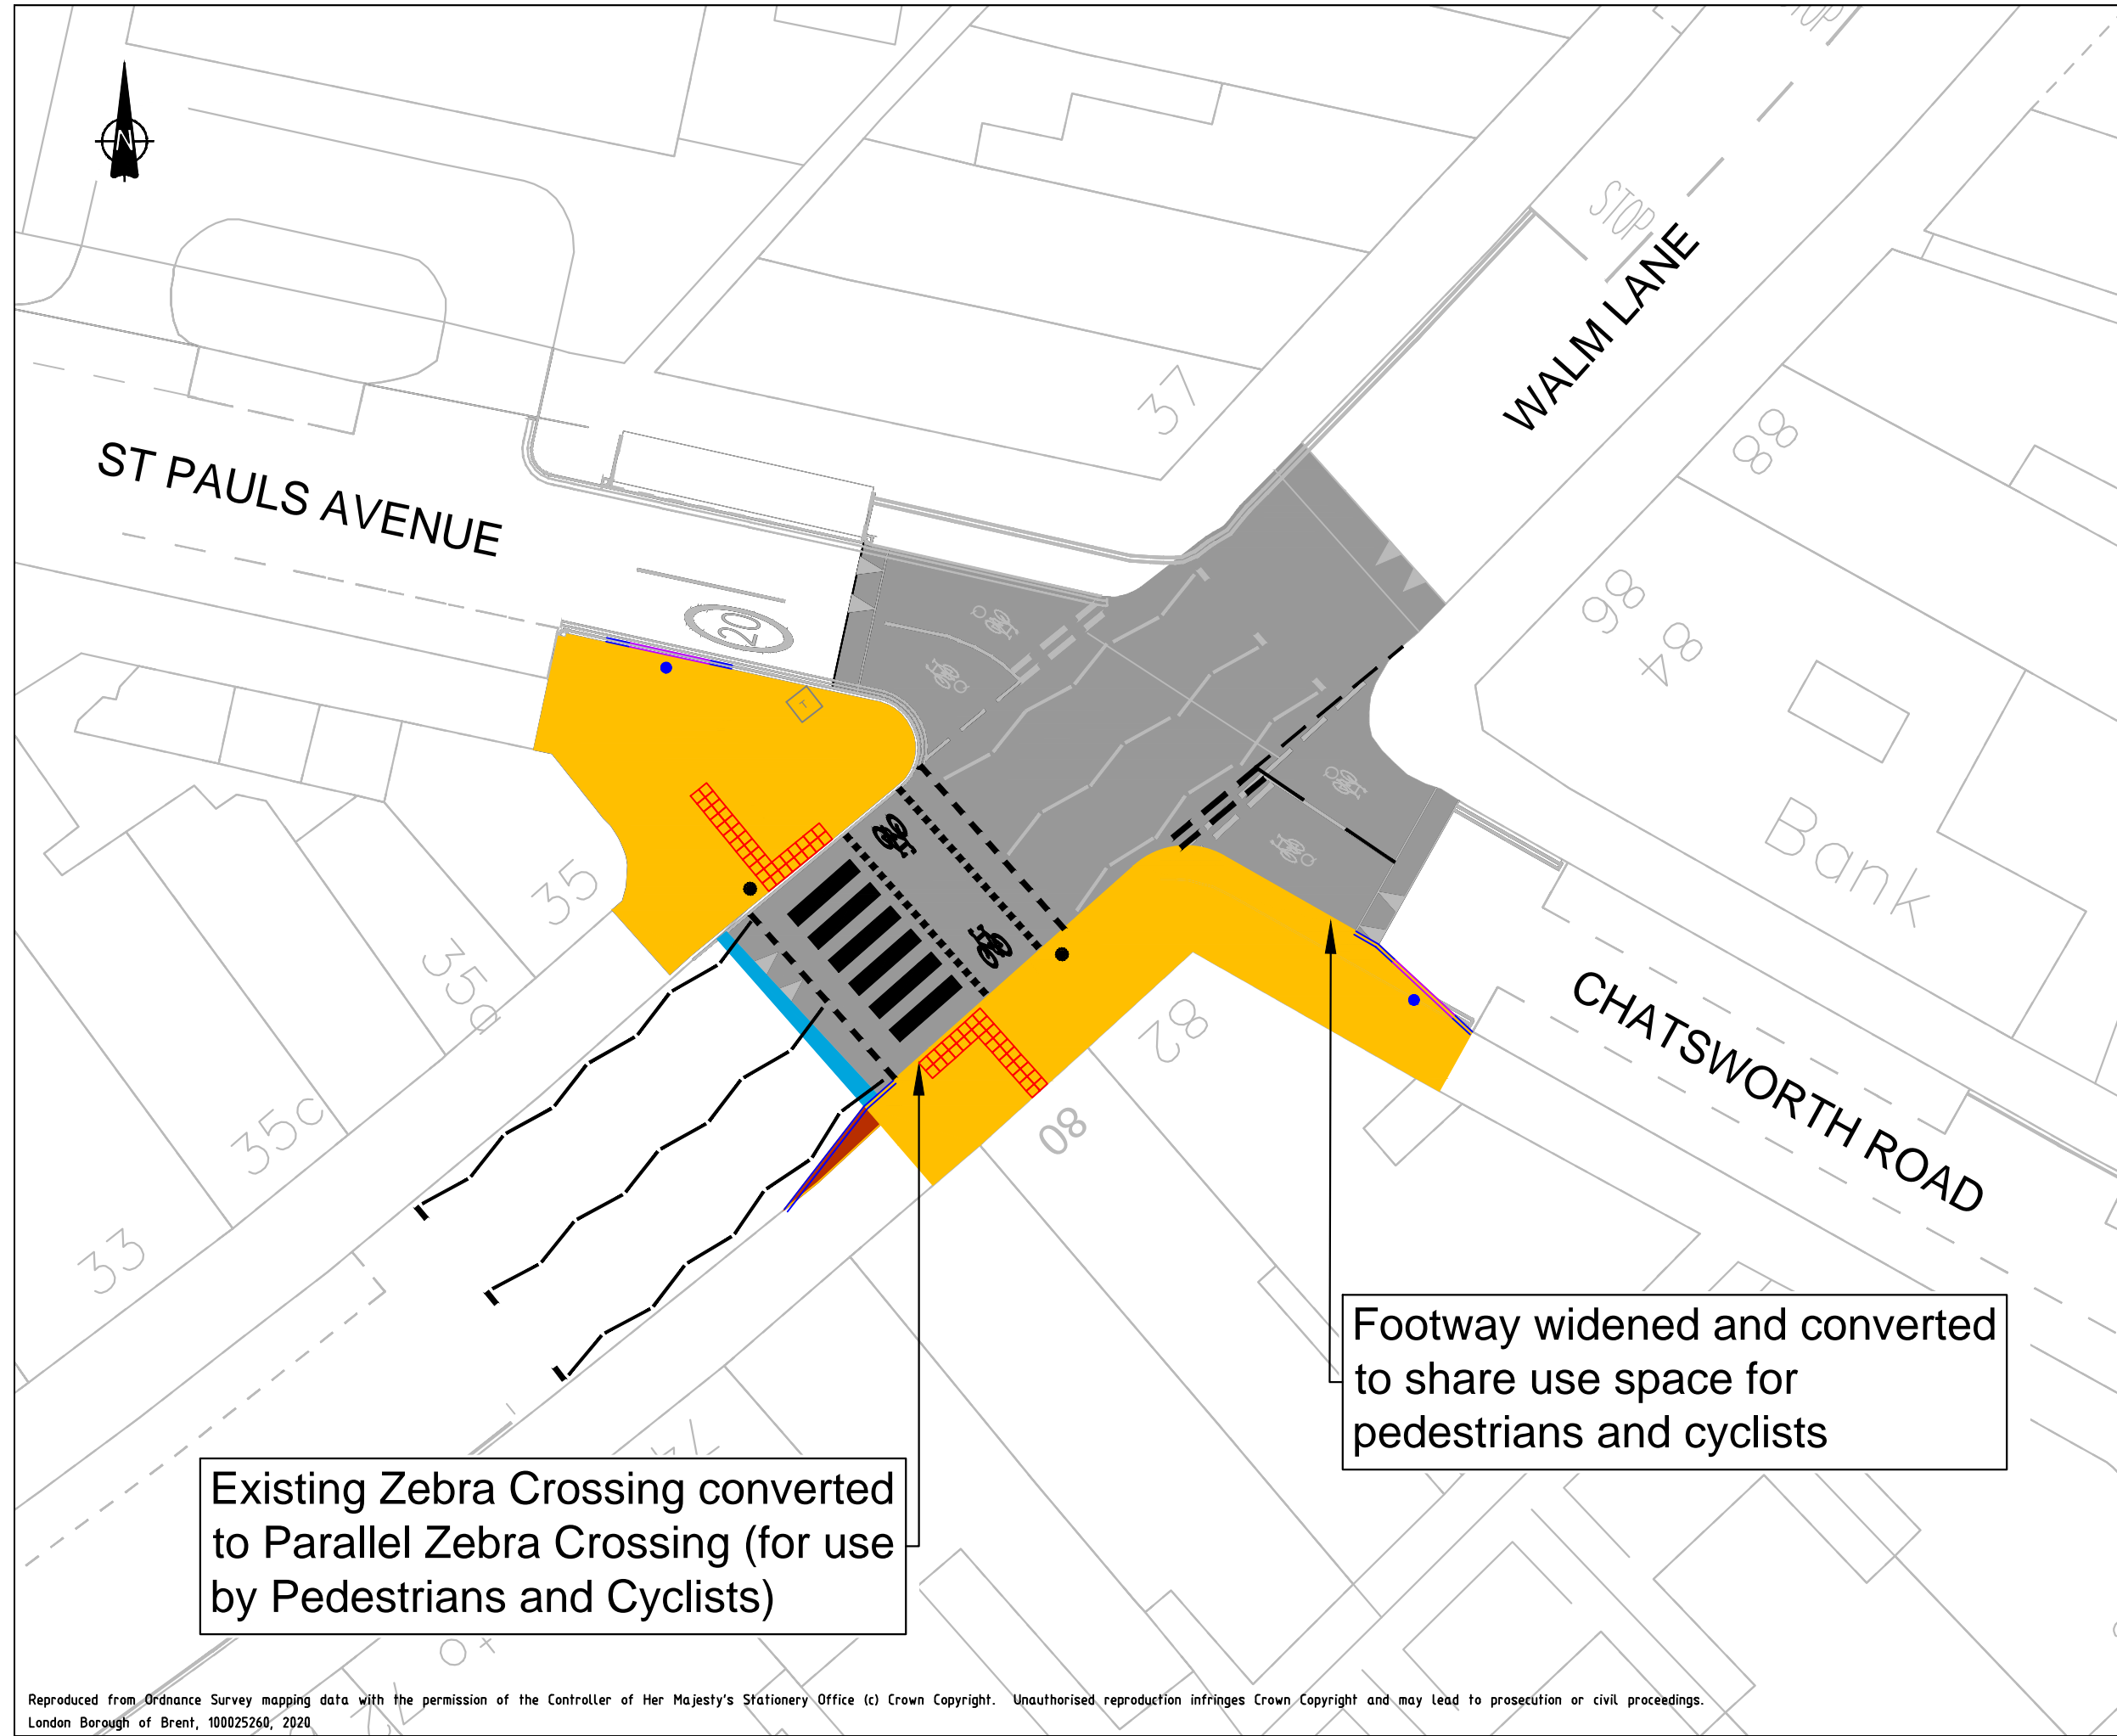 STOP
STOP
N
WALM LANE
37
88
ST PAULS AVENUE
20
86
84
T
Bank
35
35a
82
CHATSWORTH ROAD
35c
80
33
Footway widened and converted
to share use space for
pedestrians and cyclists
Existing Zebra Crossing converted
to Parallel Zebra Crossing (for use
by Pedestrians and Cyclists)
Reproduced from Ordnance Survey mapping data with the permission of the Controller of Her Majesty's Stationery Office (c) Crown Copyright. Unauthorised reproduction infringes Crown Copyright and may lead to prosecution or civil proceedings.
London Borough of Brent, 100025260, 2020